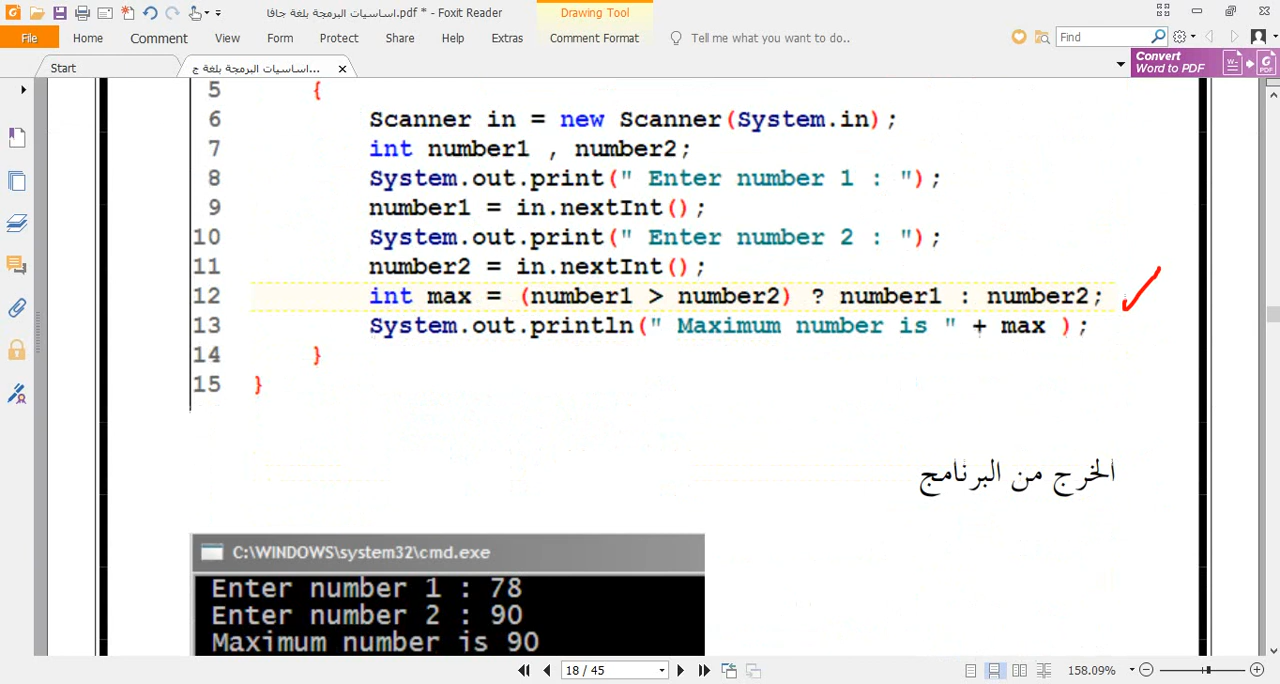 اساسيات البرمجة بلغة جافا.pdf * - Foxit Reader
Drawing Tool
File Home Comment View Form Protect Share Help Extras Comment Format Tell me what you want to do.. Find
Start اساسيات البرمجة بلغة ج...
Convert
Word to PDF
5 {
6 Scanner in = new Scanner(System.in);
7 int number1 , number2;
8 System.out.print(" Enter number 1 : ");
9 number1 = in.nextInt();
10 System.out.print(" Enter number 2 : ");
11 number2 = in.nextInt();
12 int max = (number1 > number2) ? number1 : number2;
13 System.out.println(" Maximum number is " + max );
14 }
15 }
الخرج من البرنامج
C:\WINDOWS\system32\cmd.exe
Enter number 1 : 78
Enter number 2 : 90
Maximum number is 90
18 / 45 158.09%